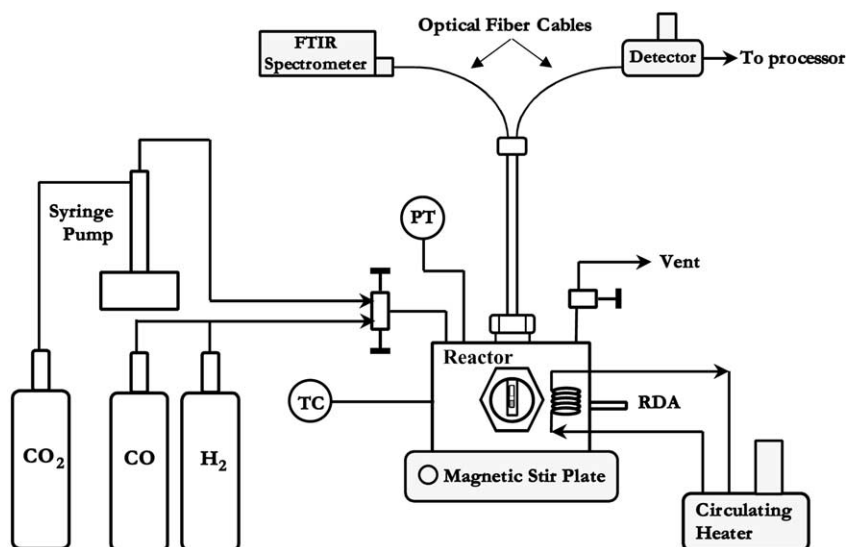 Optical Fiber Cables
FTIR
Spectrometer
Detector
To processor
Syringe
Pump
PT
Vent
Reactor
TC
RDA
CO₂
CO
H₂
Magnetic Stir Plate
Circulating
Heater